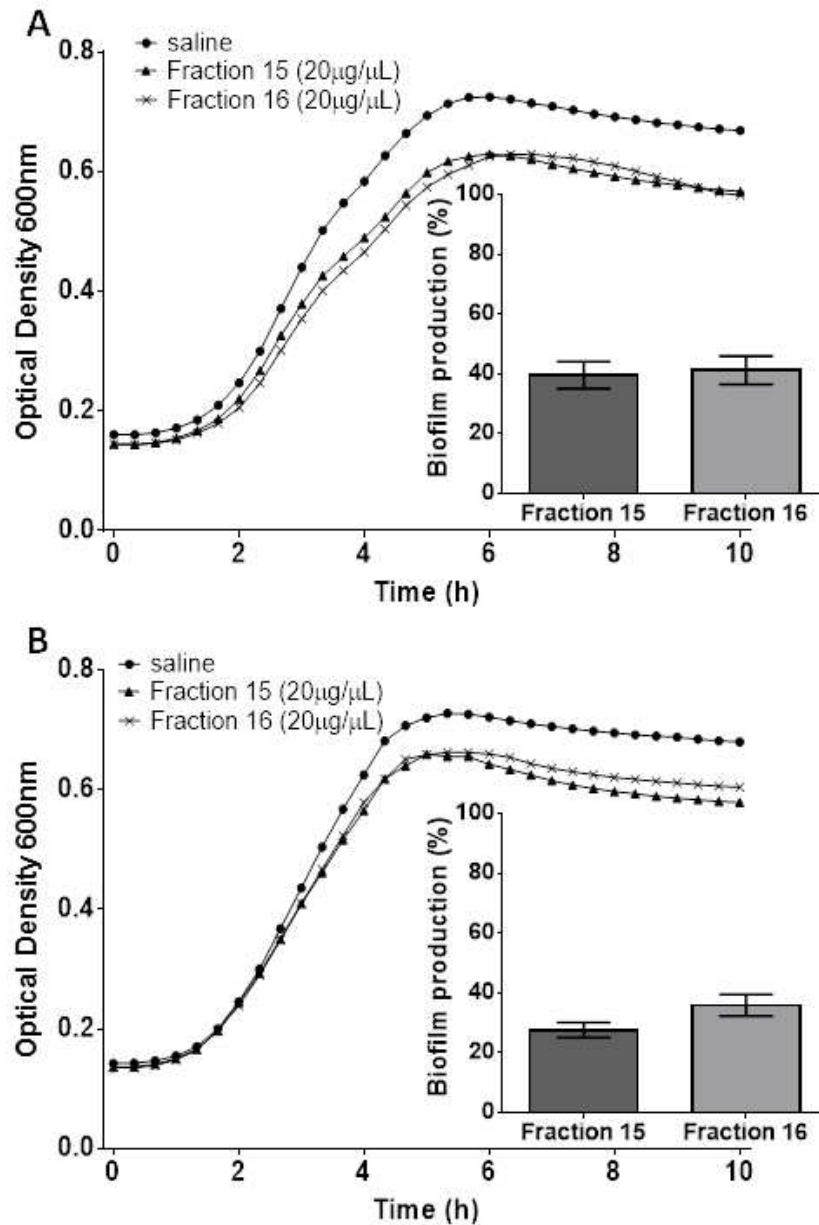 A
saline
Fraction 15 (20µg/µL)
Fraction 16 (20µg/µL)
Optical Density 600nm
0.8
0.6
0.4
0.2
0.0
0 2 4 6 8 10
Time (h)
Biofilm production (%)
100
80
60
40
20
0
Fraction 15 Fraction 16
B
saline
Fraction 15 (20µg/µL)
Fraction 16 (20µg/µL)
Optical Density 600nm
0.8
0.6
0.4
0.2
0.0
0 2 4 6 8 10
Time (h)
Biofilm production (%)
100
80
60
40
20
0
Fraction 15 Fraction 16